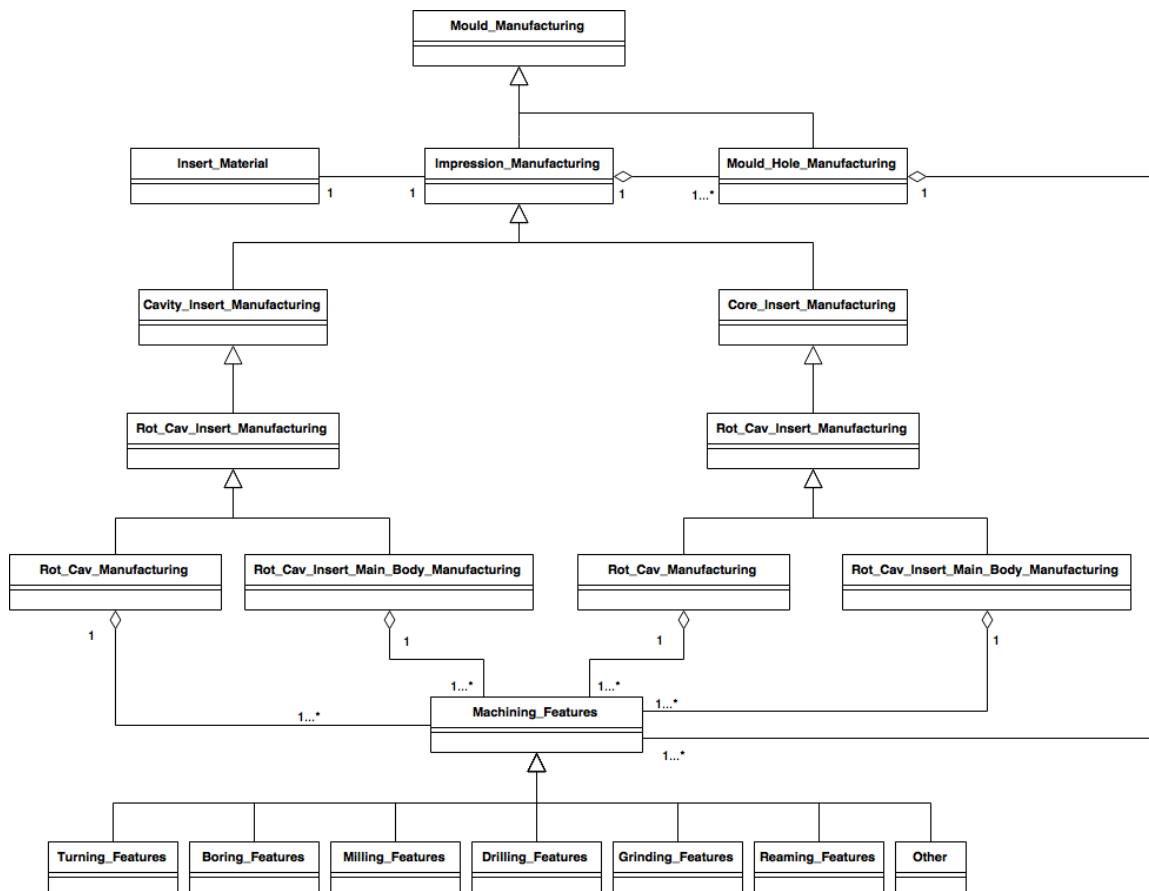 Mould_Manufacturing
Insert_Material
Impression_Manufacturing
Mould_Hole_Manufacturing
1
1
1
1...*
1
Cavity_Insert_Manufacturing
Core_Insert_Manufacturing
Rot_Cav_Insert_Manufacturing
Rot_Cav_Insert_Manufacturing
Rot_Cav_Manufacturing
Rot_Cav_Insert_Main_Body_Manufacturing
Rot_Cav_Manufacturing
Rot_Cav_Insert_Main_Body_Manufacturing
1
1
1
1
1...*
1...*
1...*
1...*
Machining_Features
1...*
Turning_Features
Boring_Features
Milling_Features
Drilling_Features
Grinding_Features
Reaming_Features
Other